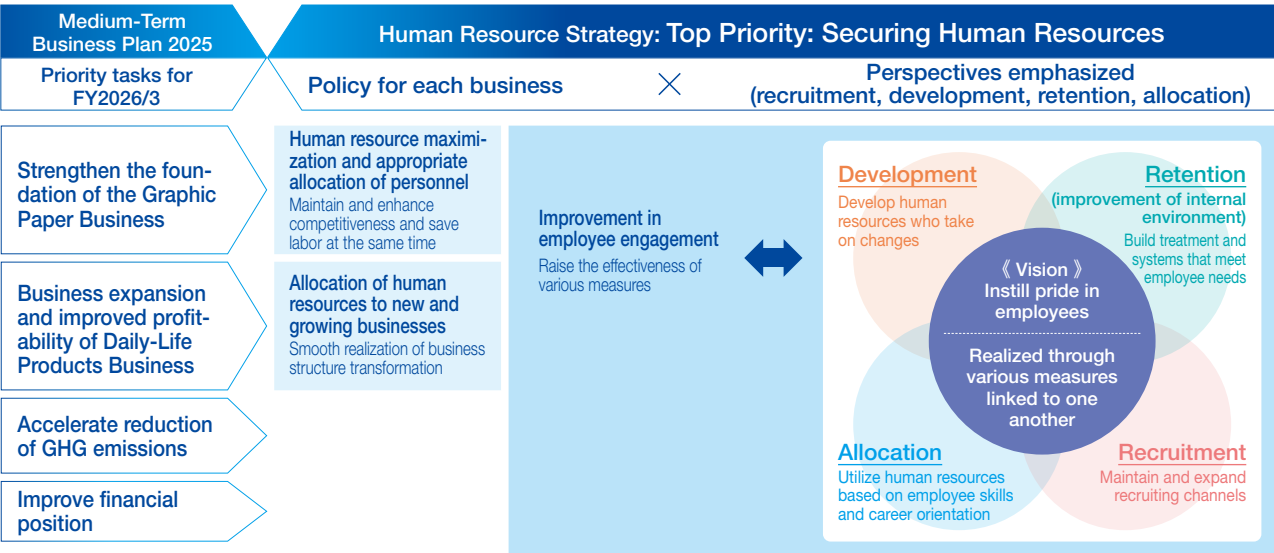 Medium-Term
Business Plan 2025
Human Resource Strategy: Top Priority: Securing Human Resources
Priority tasks for
FY2026/3
Policy for each business
×
Perspectives emphasized
(recruitment, development, retention, allocation)
Strengthen the foun-
dation of the Graphic
Paper Business
Human resource maximi-
zation and appropriate
allocation of personnel
Maintain and enhance
competitiveness and save
labor at the same time
Business expansion
and improved profit-
ability of Daily-Life
Products Business
Allocation of human
resources to new and
growing businesses
Smooth realization of business
structure transformation
Accelerate reduction
of GHG emissions
Improve financial
position
Improvement in
employee engagement
Raise the effectiveness of
various measures
Development
Develop human
resources who take
on changes
Retention
(improvement of internal
environment)
Build treatment and
systems that meet
employee needs
《 Vision 》
Instill pride in
employees
Realized through
various measures
linked to one
another
Allocation
Utilize human resources
based on employee skills
and career orientation
Recruitment
Maintain and expand
recruiting channels